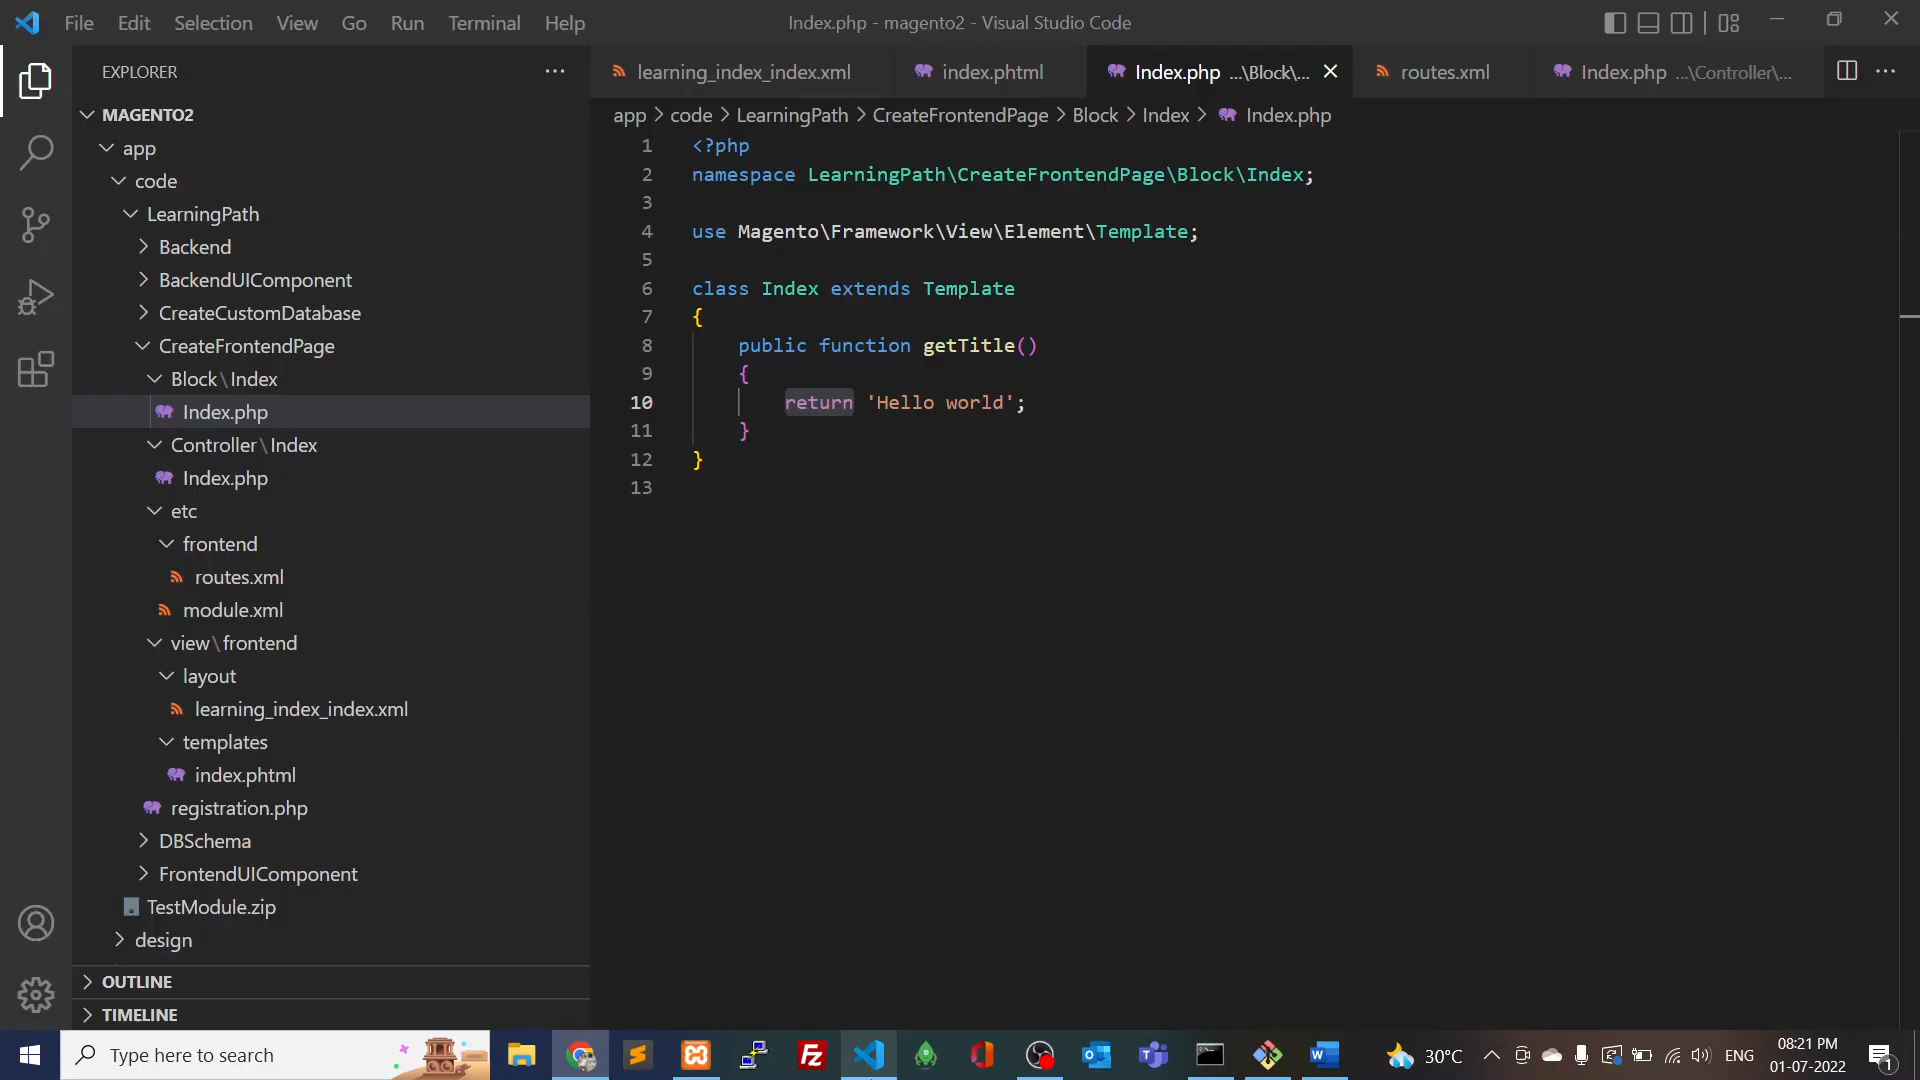 File Edit Selection View Go Run Terminal Help
Index.php - magento2 - Visual Studio Code
EXPLORER
MAGENTO2
app
code
LearningPath
Backend
BackendUIComponent
CreateCustomDatabase
CreateFrontendPage
Block\Index
Index.php
Controller\Index
Index.php
etc
frontend
routes.xml
module.xml
view\frontend
layout
learning_index_index.xml
templates
index.phtml
registration.php
DBSchema
FrontendUIComponent
TestModule.zip
design
OUTLINE
TIMELINE
learning_index_index.xml index.phtml Index.php ...\Block\... routes.xml Index.php ...\Controller\...
app > code > LearningPath > CreateFrontendPage > Block > Index > Index.php
1 <?php
2 namespace LearningPath\CreateFrontendPage\Block\Index;
3
4 use Magento\Framework\View\Element\Template;
5
6 class Index extends Template
7 {
8 public function getTitle()
9 {
10 return 'Hello world';
11 }
12 }
13
Type here to search
30°C
ENG
08:21 PM
01-07-2022
1